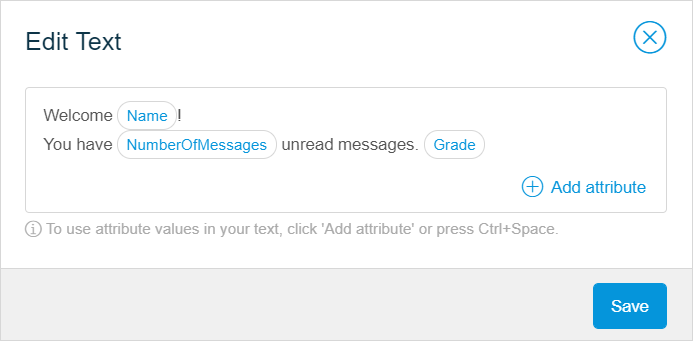 Edit Text
Welcome Name!
You have NumberOfMessages unread messages. Grade
Add attribute
To use attribute values in your text, click 'Add attribute' or press Ctrl+Space.
Save